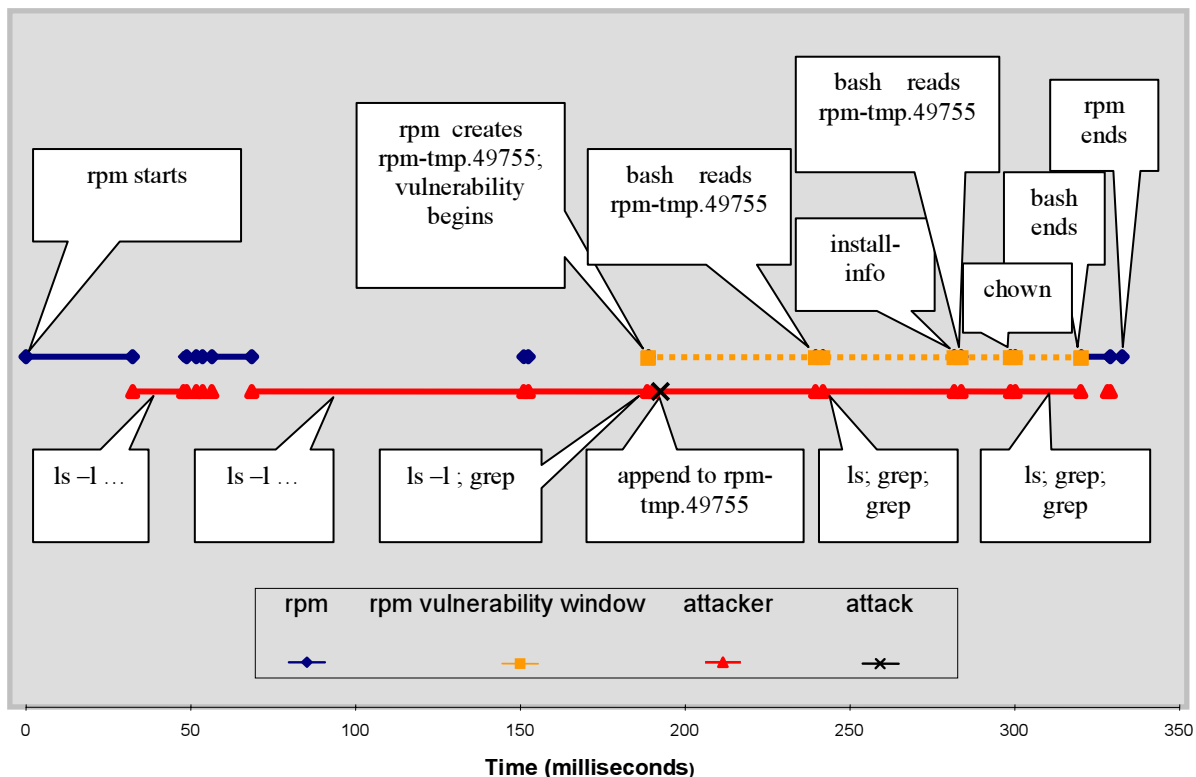 rpm starts
rpm creates
rpm-tmp.49755;
vulnerability
begins
bash reads
rpm-tmp.49755
bash reads
rpm-tmp.49755
install-
info
chown
bash
ends
rpm
ends
ls –l …
ls –l …
ls –l ; grep
append to rpm-
tmp.49755
ls; grep;
grep
ls; grep;
grep
rpm rpm vulnerability window attacker attack
0 50 100 150 200 250 300 350
Time (milliseconds)